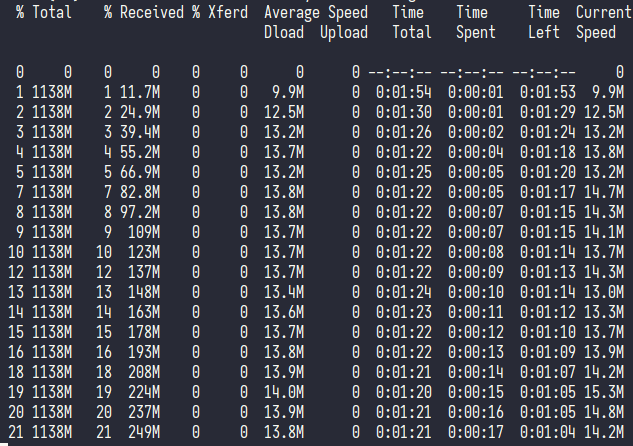 % Total % Received % Xferd Average Speed Time Time Time Current
Dload Upload Total Spent Left Speed
0 0 0 0 0 0 0 0 --:--:-- --:--:-- --:--:-- 0
1 1138M 1 11.7M 0 0 9.9M 0 0:01:54 0:00:01 0:01:53 9.9M
2 1138M 2 24.9M 0 0 12.5M 0 0:01:30 0:00:01 0:01:29 12.5M
3 1138M 3 39.4M 0 0 13.2M 0 0:01:26 0:00:02 0:01:24 13.2M
4 1138M 4 55.2M 0 0 13.7M 0 0:01:22 0:00:04 0:01:18 13.8M
5 1138M 5 66.9M 0 0 13.2M 0 0:01:25 0:00:05 0:01:20 13.2M
7 1138M 7 82.8M 0 0 13.8M 0 0:01:22 0:00:05 0:01:17 14.7M
8 1138M 8 97.2M 0 0 13.8M 0 0:01:22 0:00:07 0:01:15 14.3M
9 1138M 9 109M 0 0 13.7M 0 0:01:22 0:00:07 0:01:15 14.1M
10 1138M 10 123M 0 0 13.7M 0 0:01:22 0:00:08 0:01:14 13.7M
12 1138M 12 137M 0 0 13.7M 0 0:01:22 0:00:09 0:01:13 14.3M
13 1138M 13 148M 0 0 13.4M 0 0:01:24 0:00:10 0:01:14 13.0M
14 1138M 14 163M 0 0 13.6M 0 0:01:23 0:00:11 0:01:12 13.3M
15 1138M 15 178M 0 0 13.7M 0 0:01:22 0:00:12 0:01:10 13.7M
16 1138M 16 193M 0 0 13.8M 0 0:01:22 0:00:13 0:01:09 13.9M
18 1138M 18 208M 0 0 13.9M 0 0:01:21 0:00:14 0:01:07 14.2M
19 1138M 19 224M 0 0 14.0M 0 0:01:20 0:00:15 0:01:05 15.3M
20 1138M 20 237M 0 0 13.9M 0 0:01:21 0:00:16 0:01:05 14.8M
21 1138M 21 249M 0 0 13.8M 0 0:01:21 0:00:17 0:01:04 14.2M